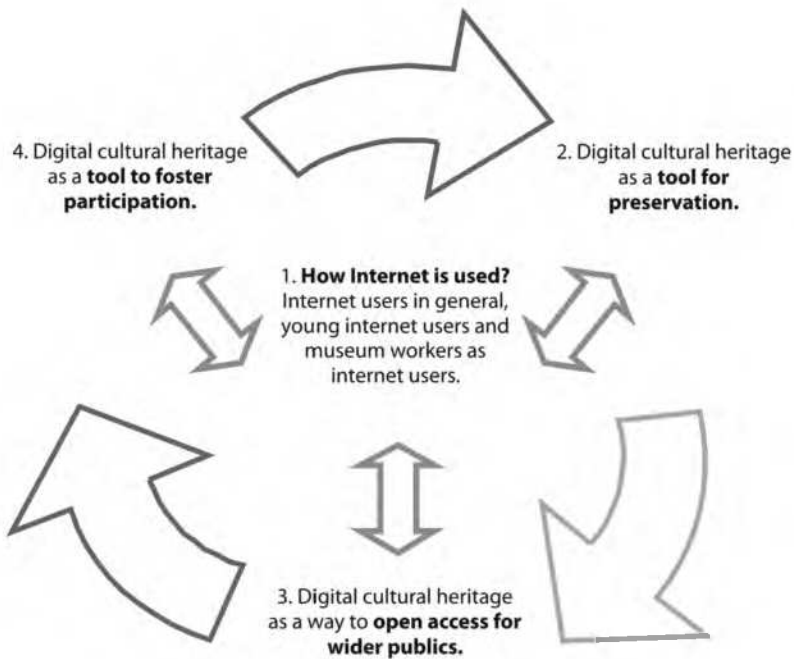 4. Digital cultural heritage
as a tool to foster
participation.
2. Digital cultural heritage
as a tool for
preservation.
1. How Internet is used?
Internet users in general,
young internet users and
museum workers as
internet users.
3. Digital cultural heritage
as a way to open access for
wider publics.